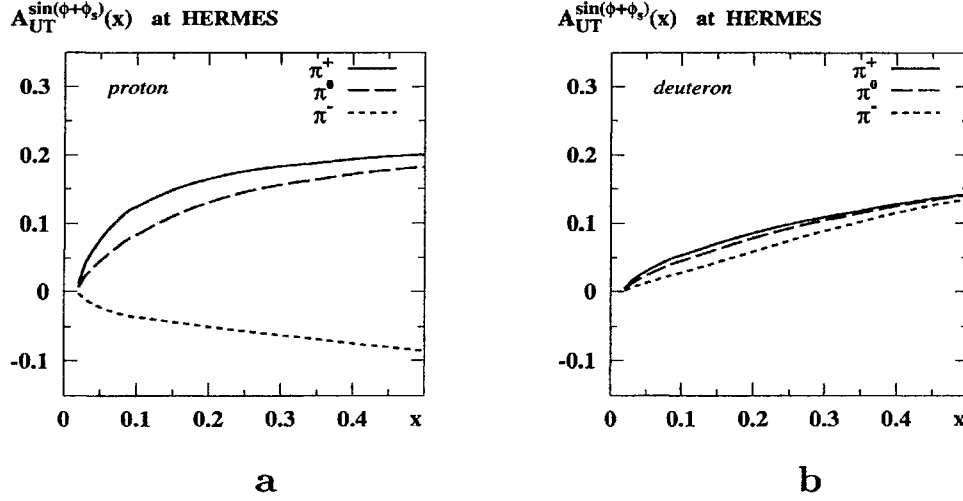 A_UT^sin(φ+φ_s)(x) at HERMES
0.3
0.2
0.1
0
-0.1
proton
π⁺
π⁰
π⁻
0 0.1 0.2 0.3 0.4 x
a
A_UT^sin(φ+φ_s)(x) at HERMES
0.3
0.2
0.1
0
-0.1
deuteron
π⁺
π⁰
π⁻
0 0.1 0.2 0.3 0.4 x
b